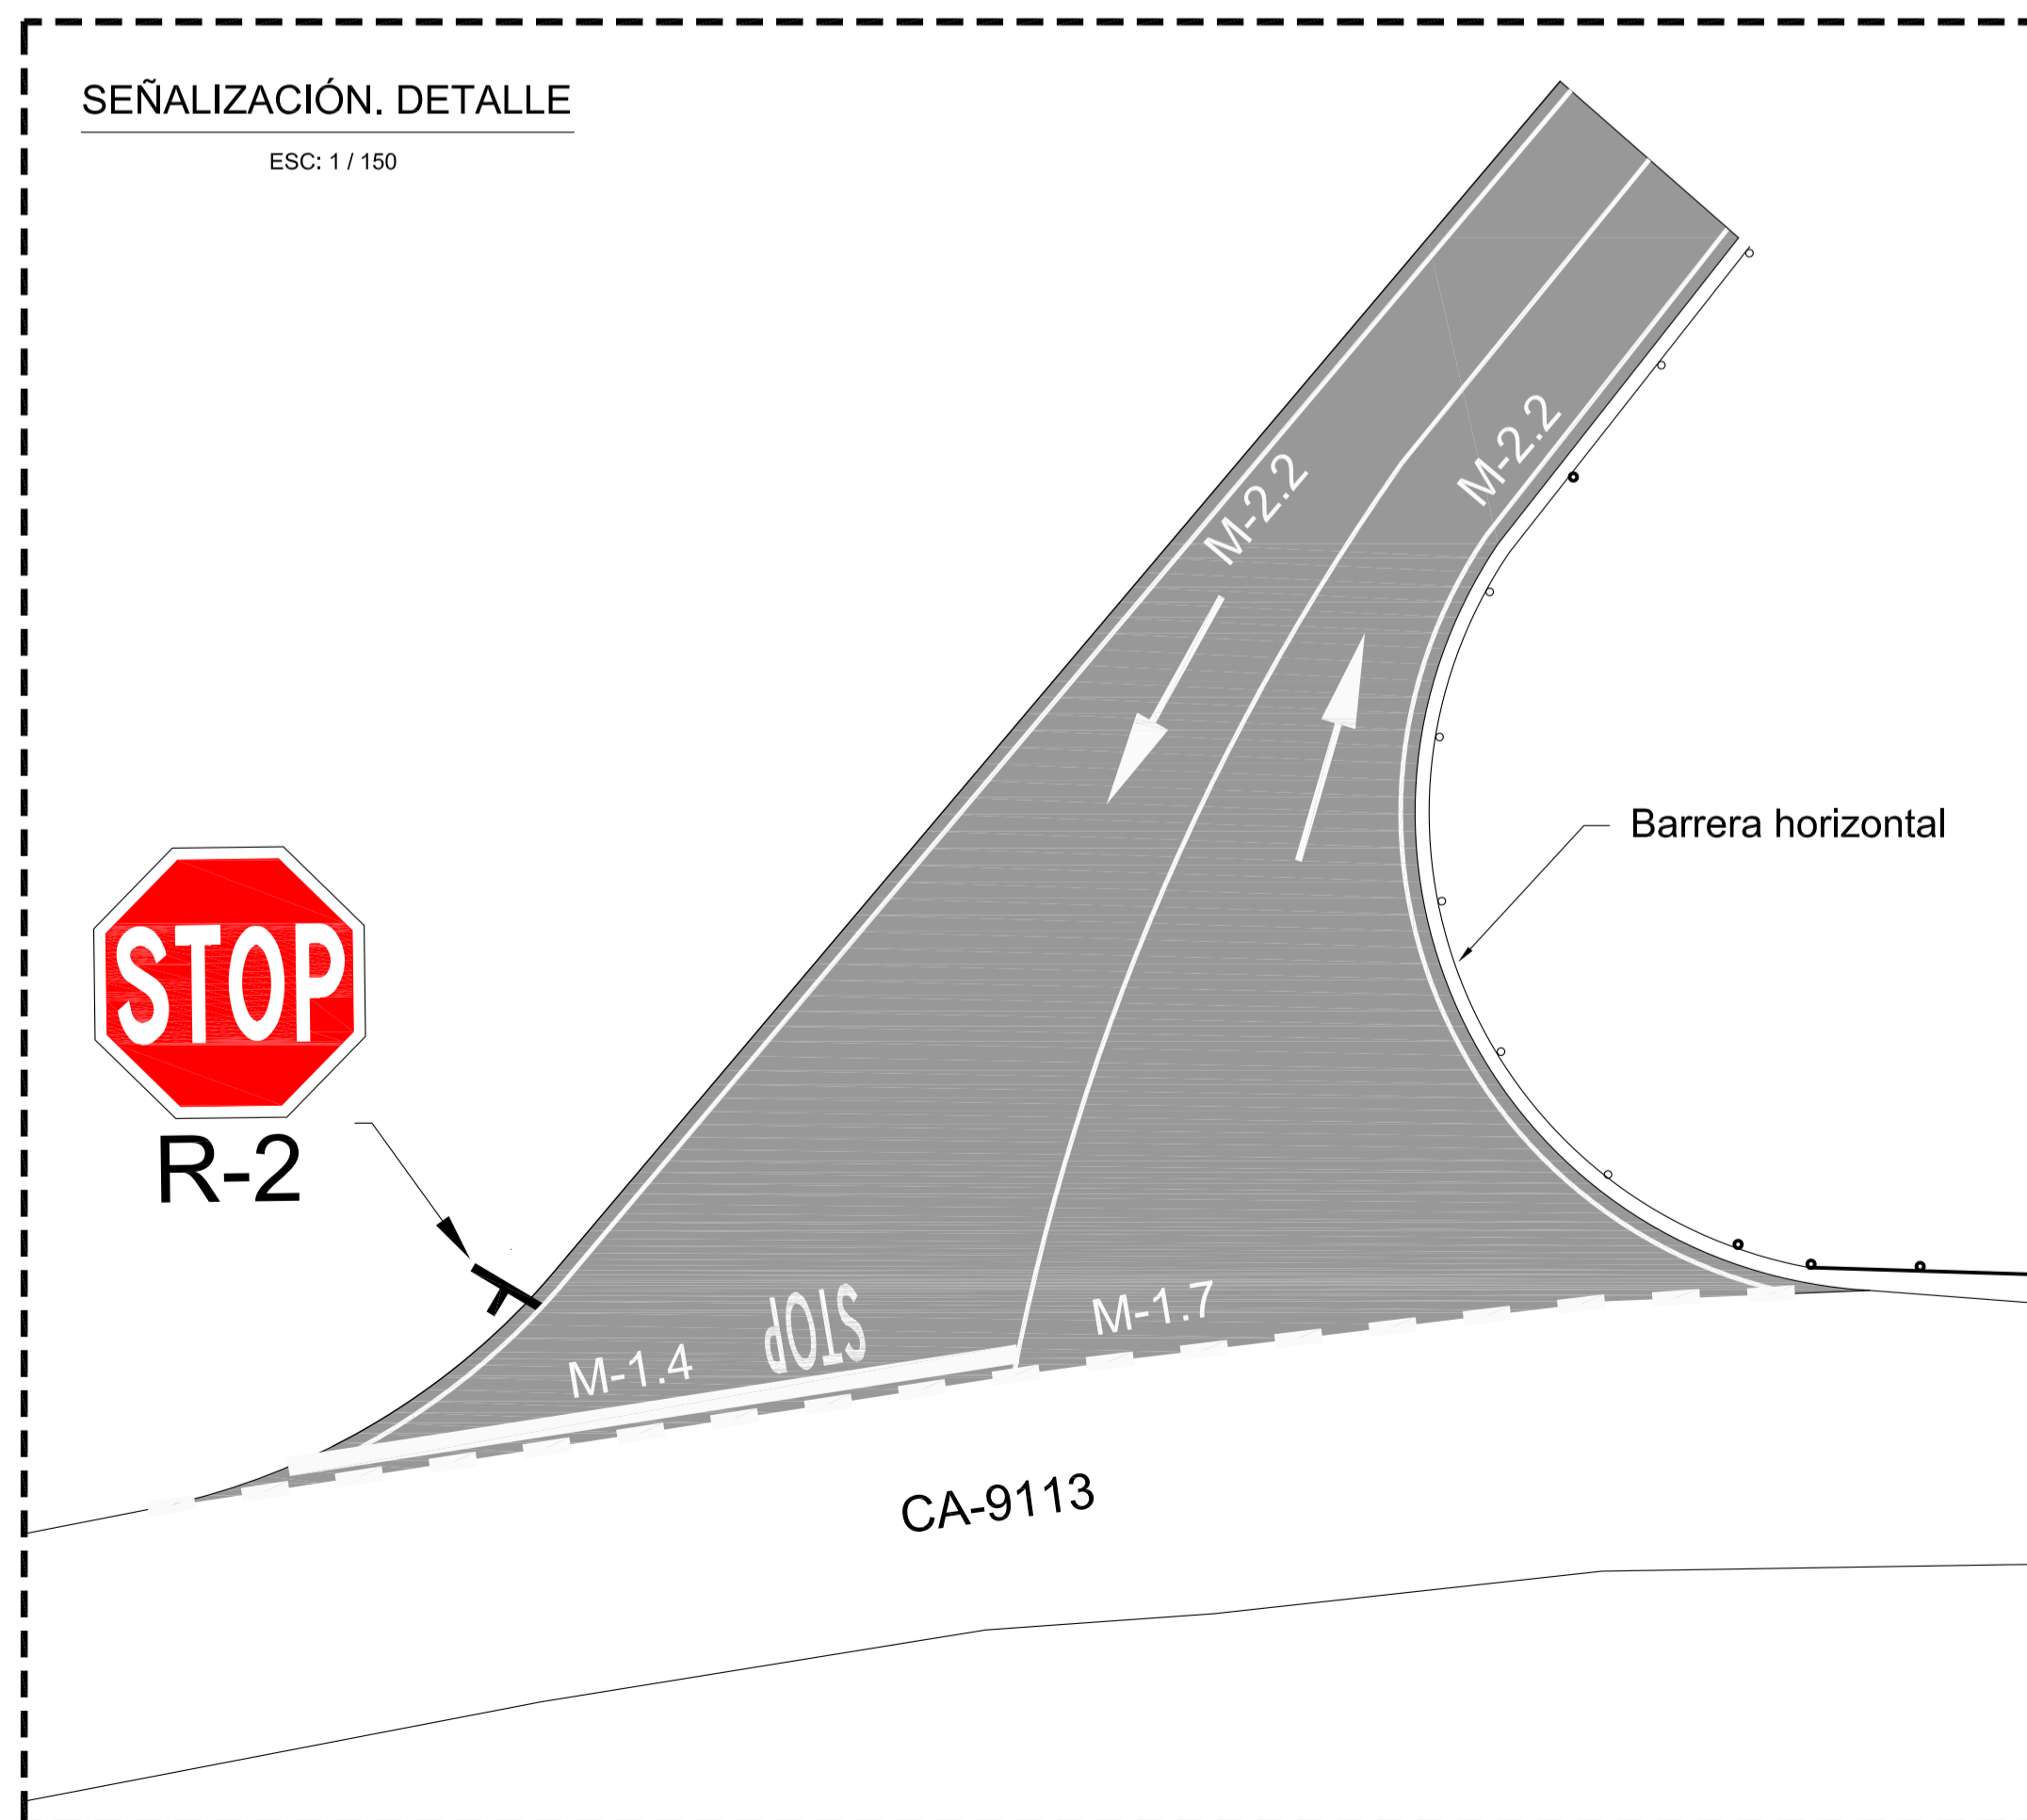 SEÑALIZACIÓN. DETALLE
ESC: 1 / 150
M-2.2
M-2.2
Barrera horizontal
STOP
R-2
STOP
M-1.7
M-1.4
CA-9113